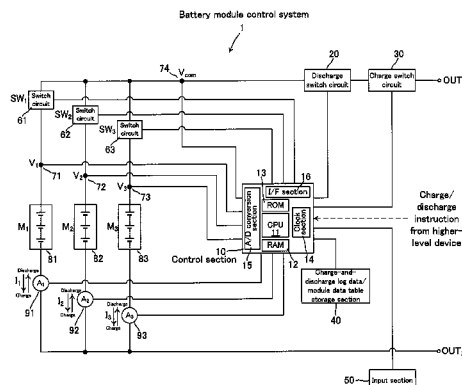 Battery module control system
1
20
30
74
Vcom
Discharge switch circuit
Charge switch circuit
OUT
SW1
Switch circuit
61
SW2
Switch circuit
62
SW3
Switch circuit
63
V1
71
V2
72
V3
73
16
I/F section
13
ROM
A/D conversion section
CPU
11
Clock section
RAM
10
Control section
15
12
14
Charge/discharge instruction from higher-level device
M1
81
M2
82
M3
83
Charge-and-discharge log data/module data table storage section
40
Discharge
I1
Charge
A1
91
Discharge
I2
Charge
A2
92
Discharge
I3
Charge
A3
93
OUT
50
Input section